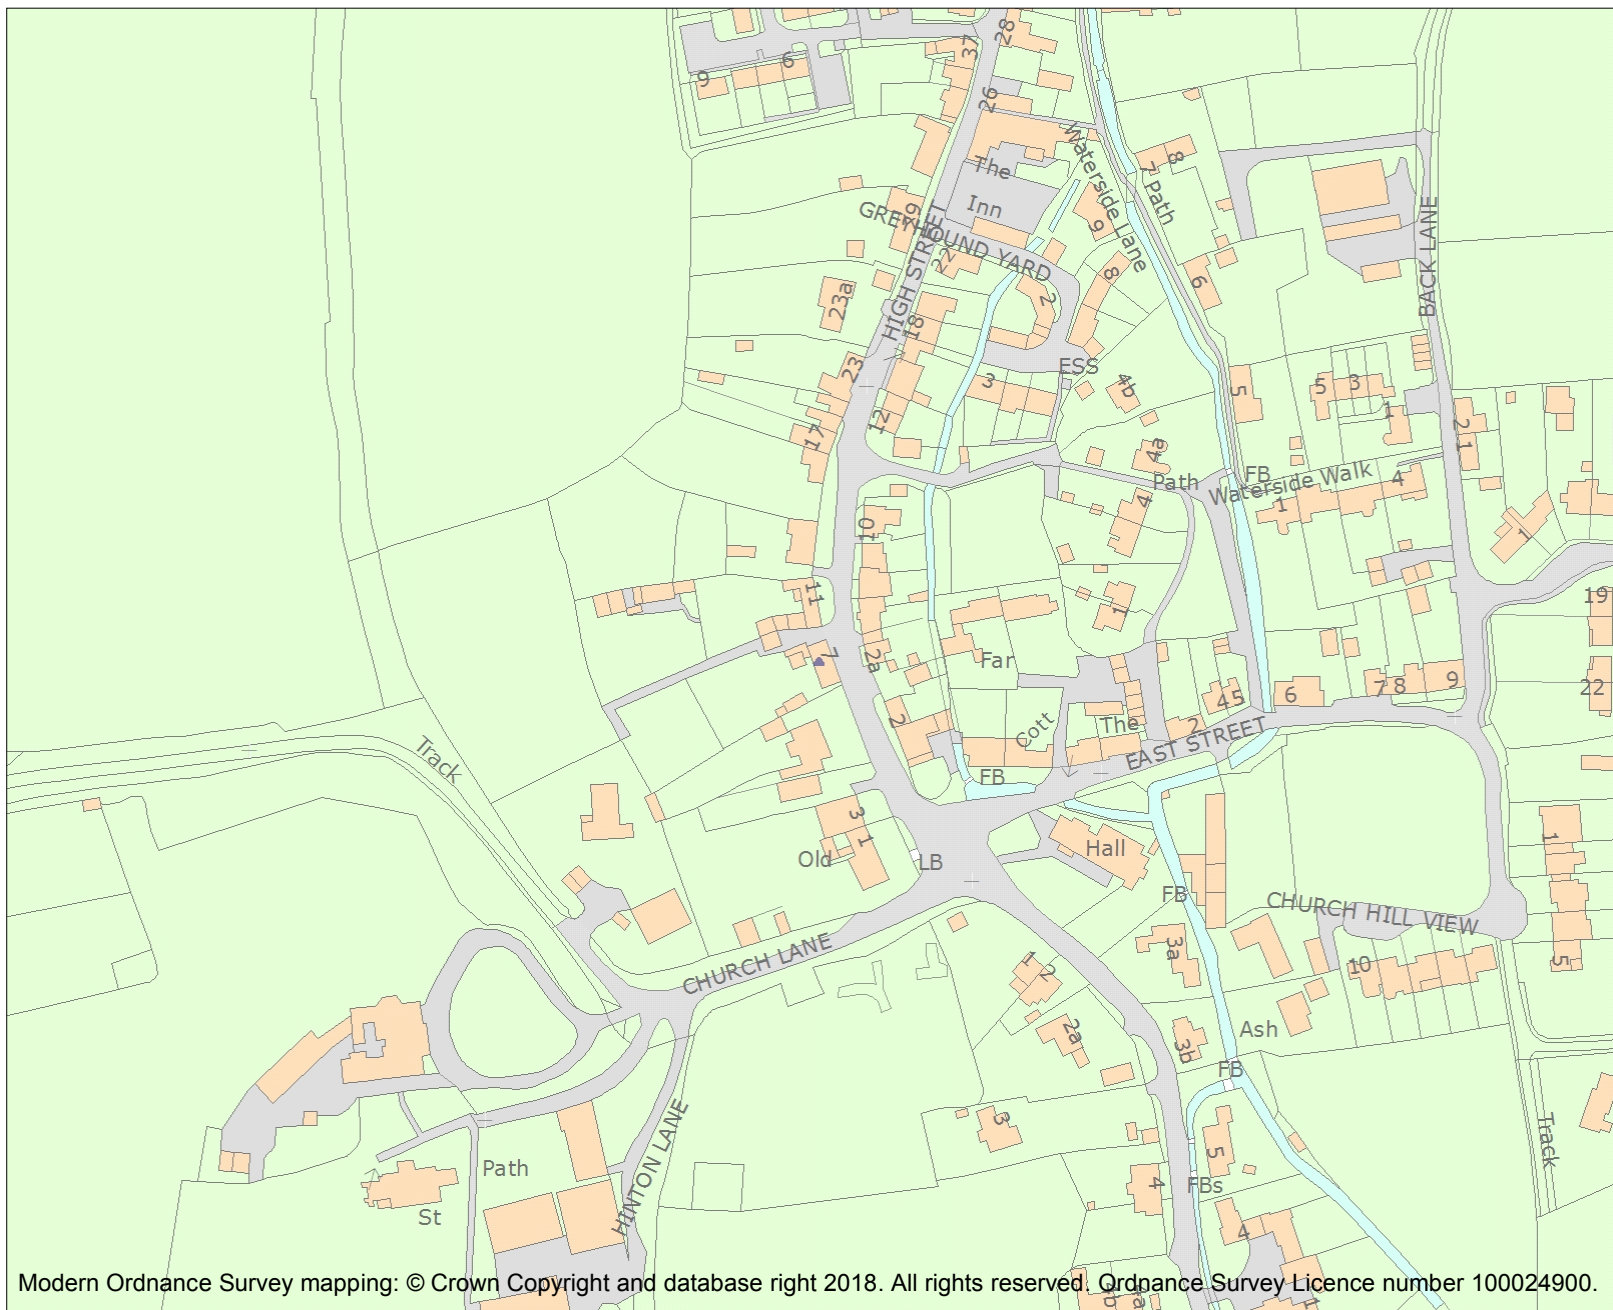 37
28
9
6
26
Waterside Lane
The
Inn
7
8
Path
19
GREYHOUND YARD
HIGH STREET
22
9
8
2
6
BACK LANE
23a
18
ESS
23
3
4b
5
5
3
1
12
17
4a
2
1
Path
FB
Waterside Walk
4
1
4
10
1
11
1
19
7
2a
Far
22
2
Cott
The
2
4
5
6
7
8
9
EAST STREET
Track
FB
3
1
Old
LB
Hall
1
FB
CHURCH HILL VIEW
CHURCH LANE
3a
10
5
1
2
2a
3b
Ash
FB
3
HINTON LANE
Track
Path
5
4
FBs
St
4
Modern Ordnance Survey mapping: © Crown Copyright and database right 2018. All rights reserved. Ordnance Survey Licence number 100024900.
4b
4a
1